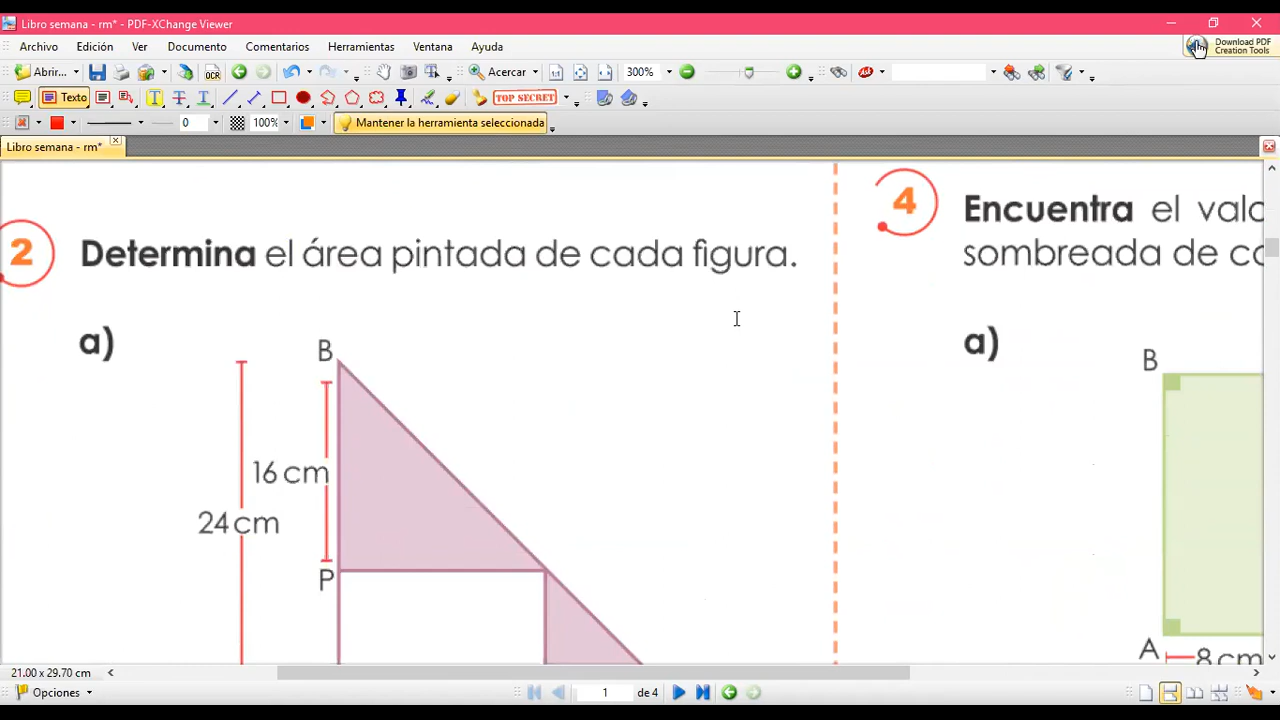 Libro semana - rm* - PDF-XChange Viewer
Archivo Edición Ver Documento Comentarios Herramientas Ventana Ayuda
Download PDF
Creation Tools
Abrir... OCR Acercar 300%
Texto TOP SECRET
0 100% Mantener la herramienta seleccionada
Libro semana - rm*
2 Determina el área pintada de cada figura.
a)
B
16 cm
24 cm
P
4 Encuentra el valo
sombreada de co
a)
B
A
8 cm
21.00 x 29.70 cm
Opciones 1 de 4